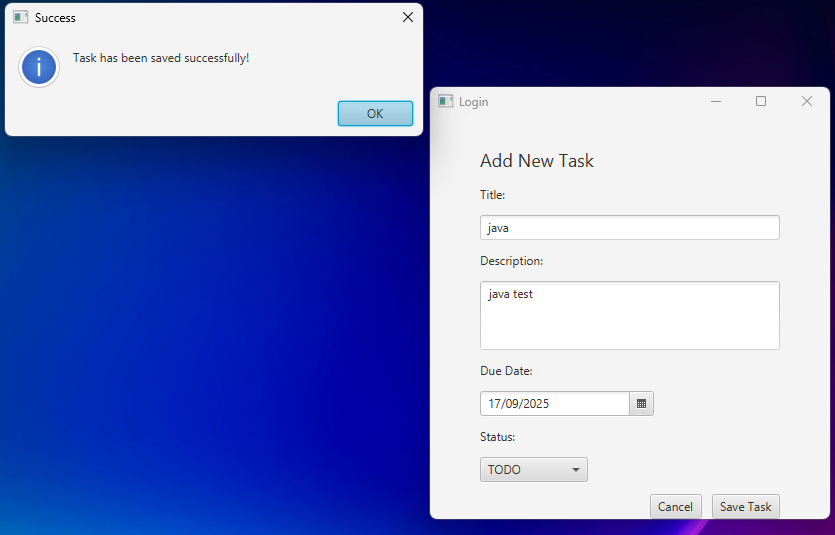 Success
Task has been saved successfully!
OK
Login
Add New Task
Title:
java
Description:
java test
Due Date:
17/09/2025
Status:
TODO
Cancel
Save Task